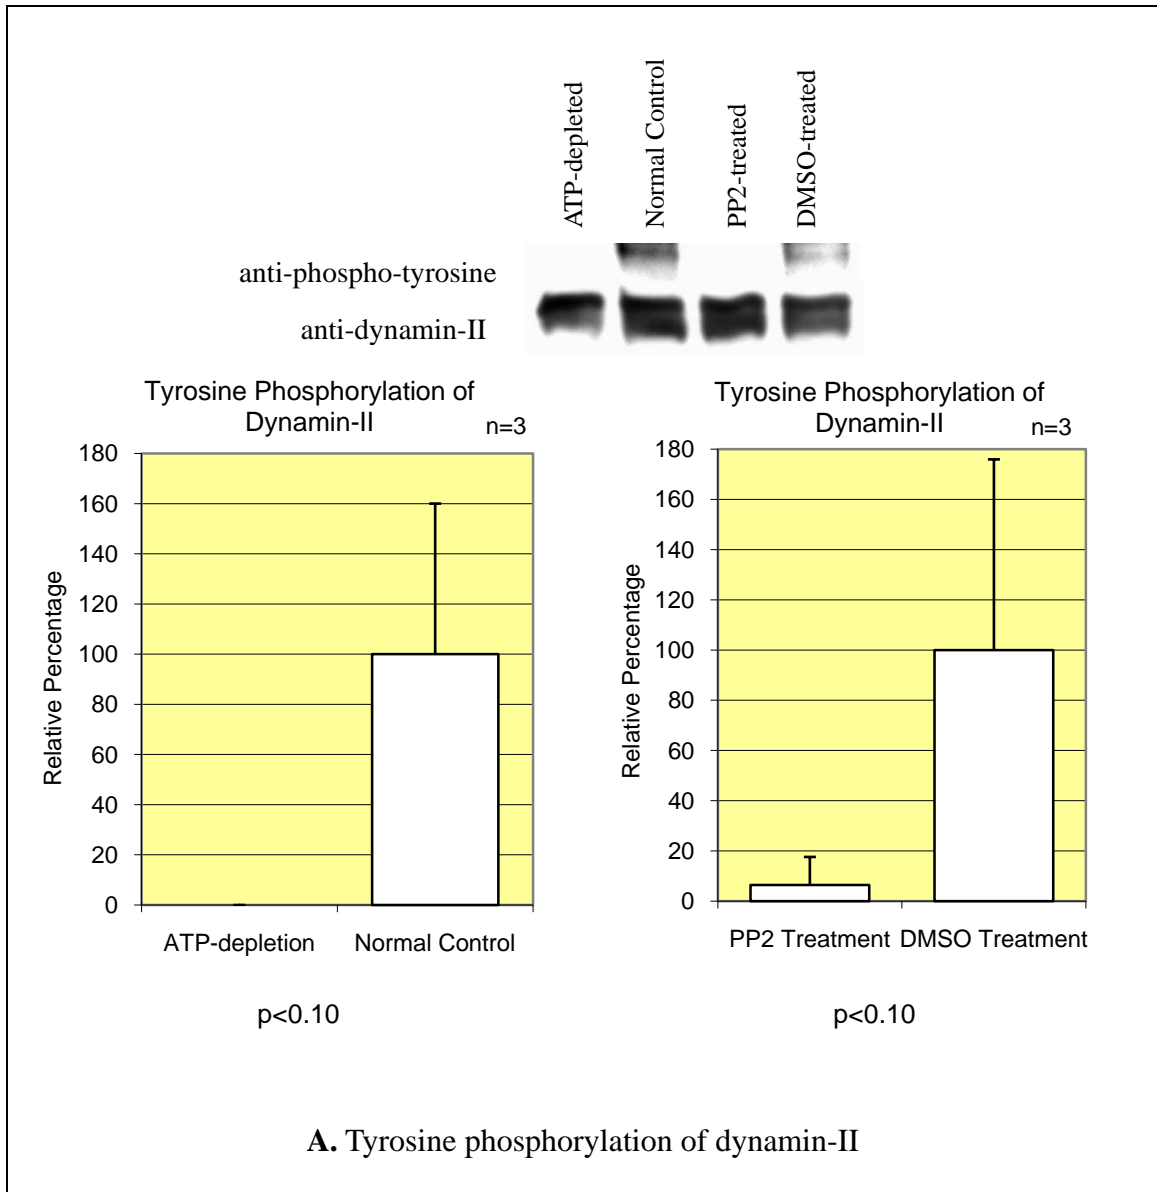 ATP-depleted
Normal Control
PP2-treated
DMSO-treated
anti-phospho-tyrosine
anti-dynamin-II
Tyrosine Phosphorylation of
Dynamin-II
n=3
180
160
140
120
100
80
60
40
20
0
Relative Percentage
ATP-depletion
Normal Control
p<0.10
Tyrosine Phosphorylation of
Dynamin-II
n=3
180
160
140
120
100
80
60
40
20
0
Relative Percentage
PP2 Treatment
DMSO Treatment
p<0.10
A. Tyrosine phosphorylation of dynamin-II